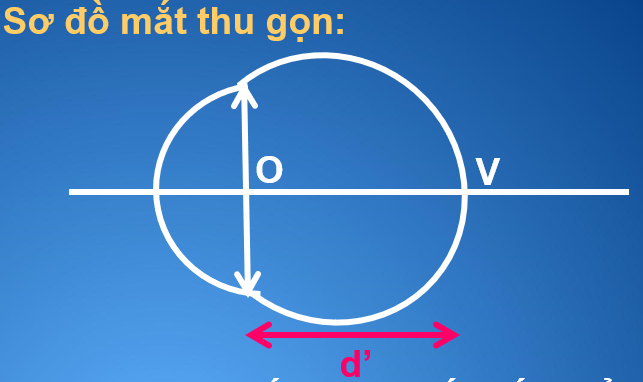 Sơ đồ mắt thu gọn:
O
V
d’